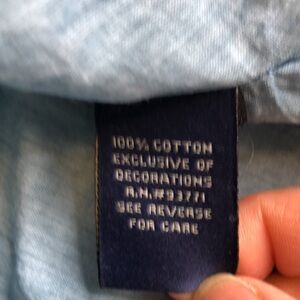 100% COTTON
EXCLUSIVE OF
DECORATIONS
R.N.#93771
SEE REVERSE
FOR CARE